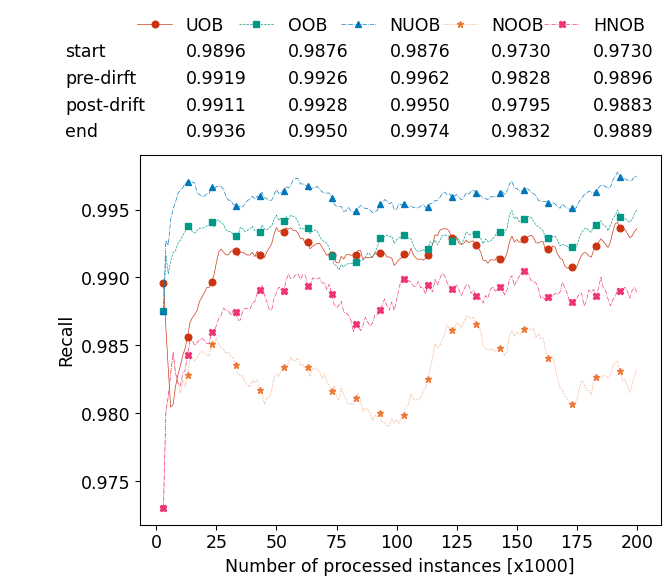 UOB OOB NUOB NOOB HNOB
start 0.9896 0.9876 0.9876 0.9730 0.9730
pre-dirft 0.9919 0.9926 0.9962 0.9828 0.9896
post-drift 0.9911 0.9928 0.9950 0.9795 0.9883
end 0.9936 0.9950 0.9974 0.9832 0.9889
0.995
0.990
0.985
0.980
0.975
Recall
0 25 50 75 100 125 150 175 200
Number of processed instances [x1000]